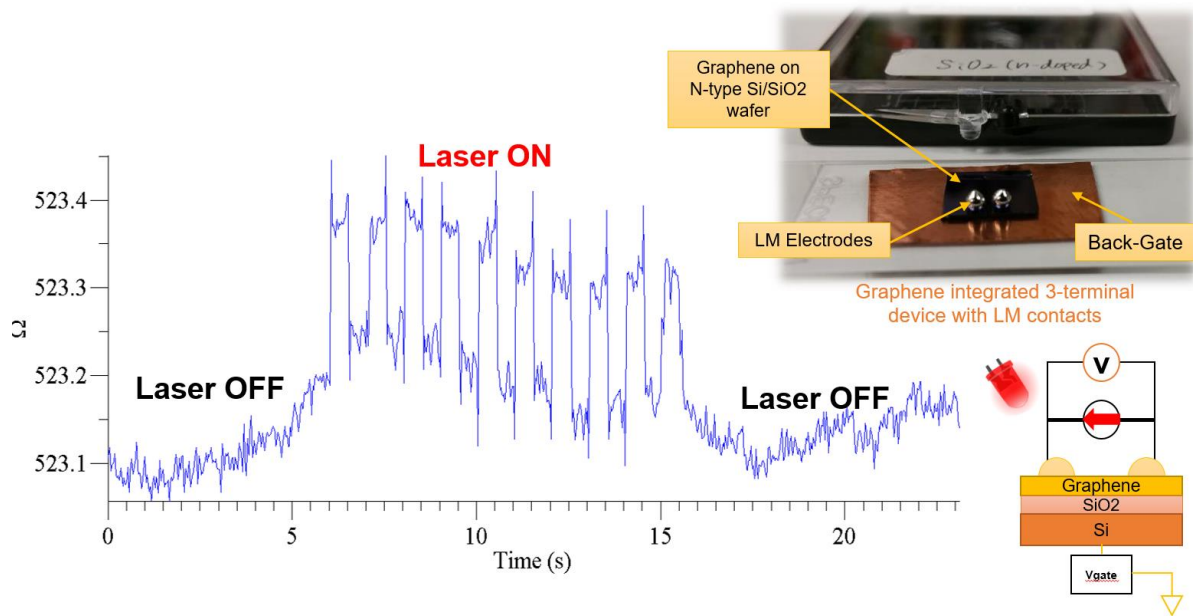 SiO2 (n-doped)
Graphene on
N-type Si/SiO2
wafer
LM Electrodes
Back-Gate
Graphene integrated 3-terminal
device with LM contacts
Laser ON
Laser OFF
Laser OFF
523.4
523.3
523.2
523.1
Ω
0
5
10
15
20
Time (s)
V
Graphene
SiO2
Si
Vgate